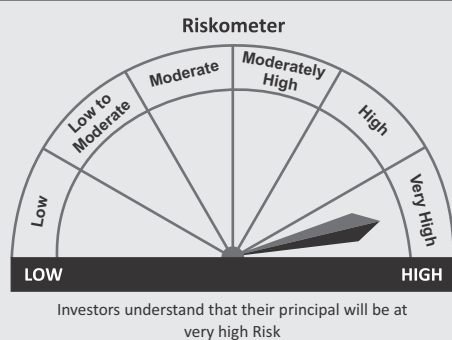 Riskometer
Low
Low to
Moderate
Moderate
Moderately
High
High
Very High
LOW
HIGH
Investors understand that their principal will be at
very high Risk